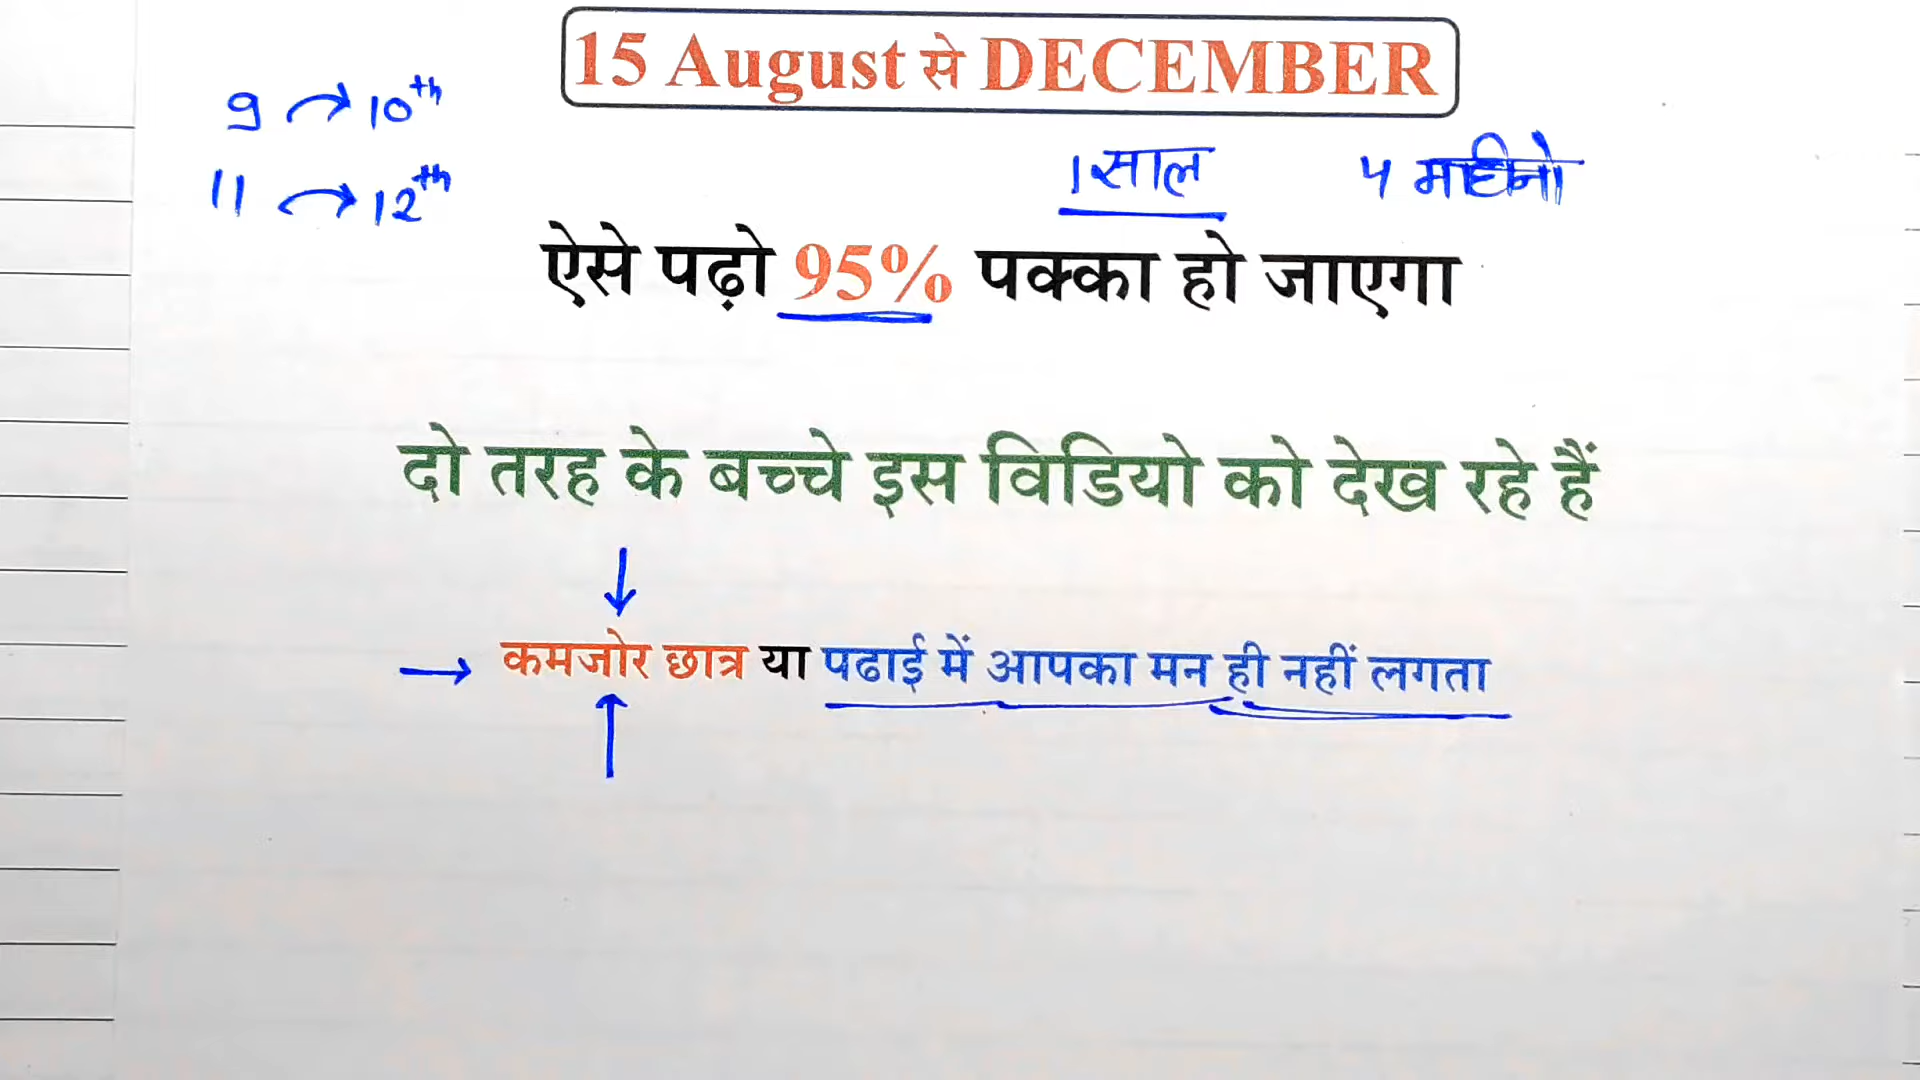 15 August से DECEMBER
9 → 10th
11 → 12th
1 साल
4 महीनो
ऐसे पढ़ो 95% पक्का हो जाएगा
दो तरह के बच्चे इस विडियो को देख रहे हैं
↓
→ कमजोर छात्र या पढाई में आपका मन ही नहीं लगता
↑